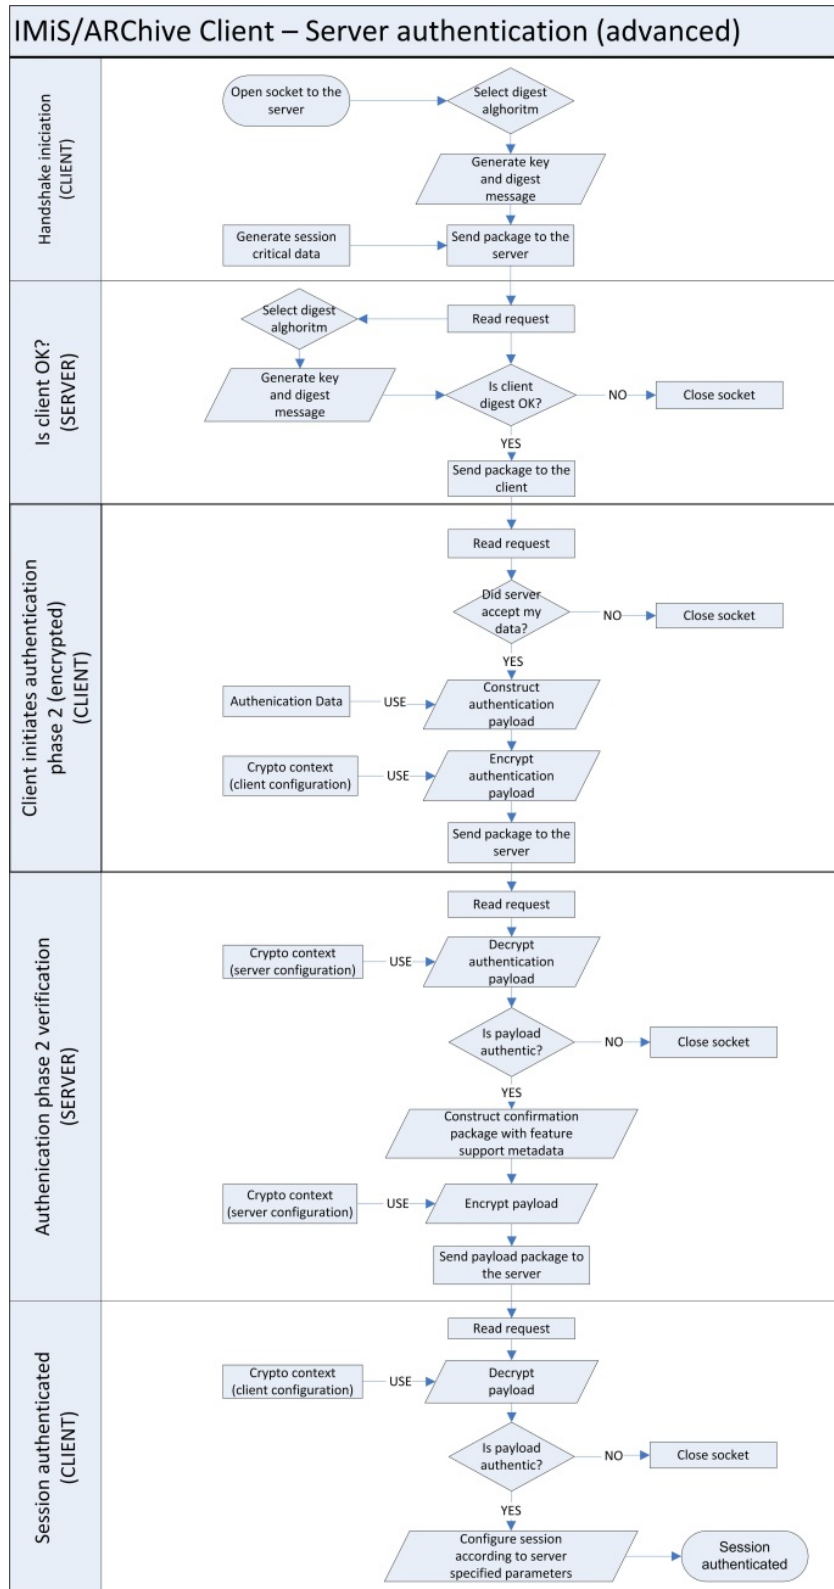 IMiS/ARChive Client – Server authentication (advanced)
Handshake iniciation
(CLIENT)
Open socket to the
server
Select digest
alghoritm
Generate key
and digest
message
Generate session
critical data
Send package to the
server
Is client OK?
(SERVER)
Select digest
alghoritm
Read request
Generate key
and digest
message
Is client
digest OK?
NO
Close socket
YES
Send package to the
client
Client initiates authentication
phase 2 (encrypted)
(CLIENT)
Read request
Did server
accept my
data?
NO
Close socket
YES
Authenication Data
USE
Construct
authentication
payload
Crypto context
(client configuration)
USE
Encrypt
authentication
payload
Send package to the
server
Authenication phase 2 verification
(SERVER)
Read request
Crypto context
(server configuration)
USE
Decrypt
authentication
payload
Is payload
authentic?
NO
Close socket
YES
Construct confirmation
package with feature
support metadata
Crypto context
(server configuration)
USE
Encrypt payload
Send payload package to
the server
Session authenticated
(CLIENT)
Read request
Crypto context
(client configuration)
USE
Decrypt
payload
Is payload
authentic?
NO
Close socket
YES
Configure session
according to server
specified parameters
Session
authenticated